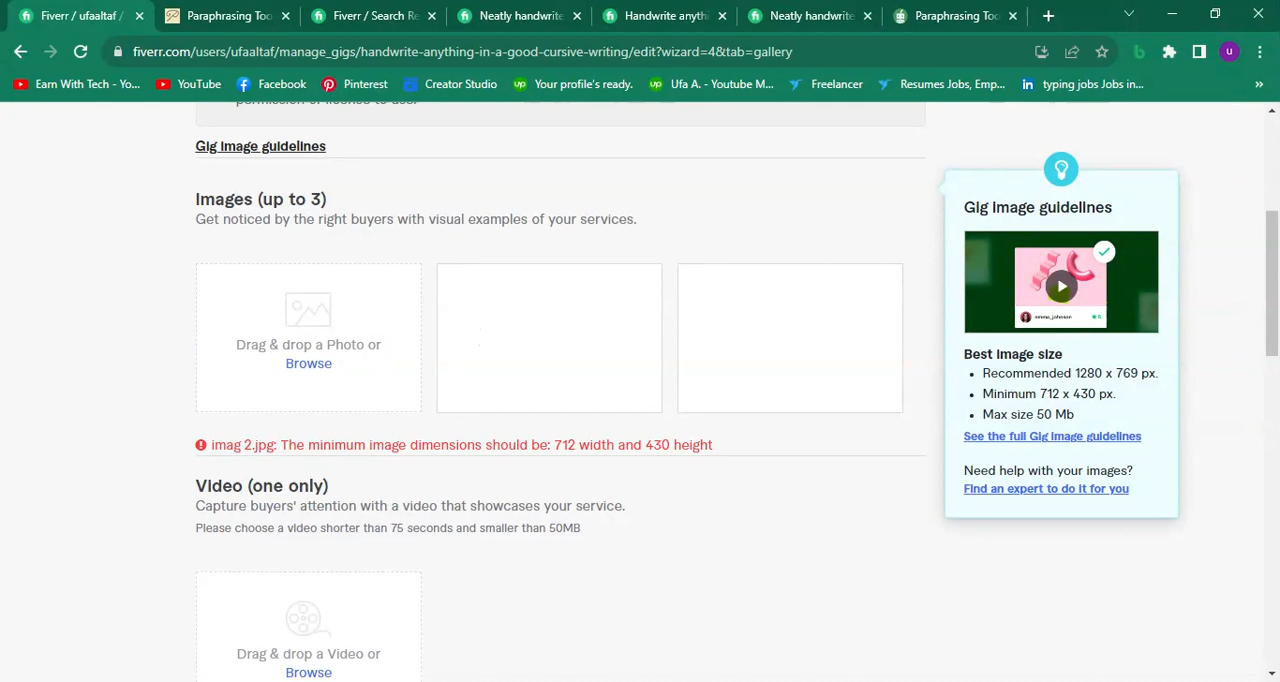 Fiverr / ufaaltaf /
Paraphrasing Too
Fiverr / Search Re
Neatly handwrite
Handwrite anythi
Neatly handwrite
Paraphrasing Too
fiverr.com/users/ufaaltaf/manage_gigs/handwrite-anything-in-a-good-cursive-writing/edit?wizard=4&tab=gallery
u
Earn With Tech - Yo...
YouTube
Facebook
Pinterest
Creator Studio
Your profile's ready.
Ufa A. - Youtube M...
Freelancer
Resumes Jobs, Emp...
typing jobs Jobs in...
»
permission or license to use.
Gig image guidelines
Images (up to 3)
Get noticed by the right buyers with visual examples of your services.
Drag & drop a Photo or
Browse
imag 2.jpg: The minimum image dimensions should be: 712 width and 430 height
Video (one only)
Capture buyers' attention with a video that showcases your service.
Please choose a video shorter than 75 seconds and smaller than 50MB
Drag & drop a Video or
Browse
Gig image guidelines
emma_johnson
Best image size
• Recommended 1280 x 769 px.
• Minimum 712 x 430 px.
• Max size 50 Mb
See the full Gig image guidelines
Need help with your images?
Find an expert to do it for you